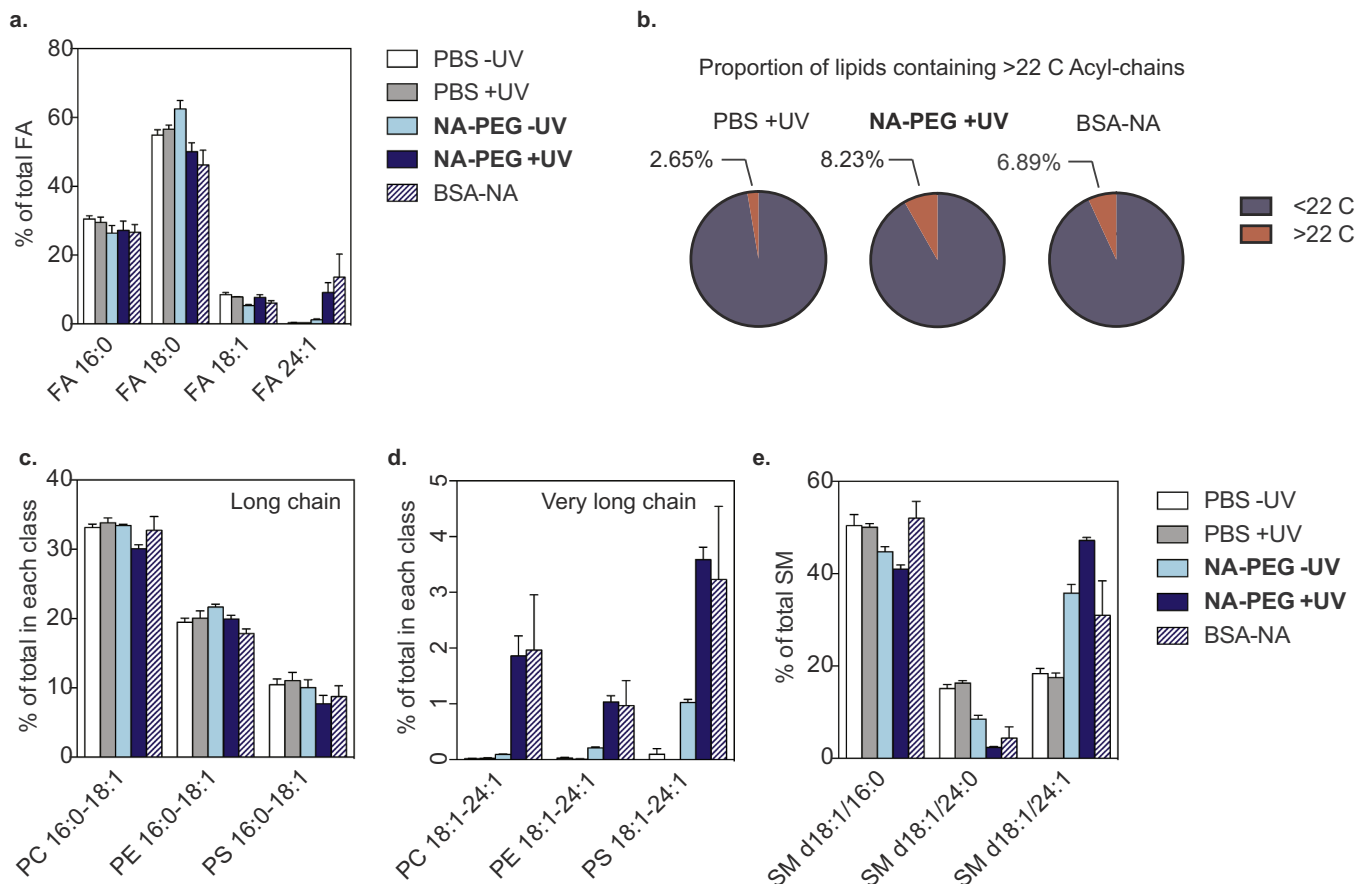 a.
% of total FA
80
60
40
20
0
FA 16:0
FA 18:0
FA 18:1
FA 24:1
PBS -UV
PBS +UV
NA-PEG -UV
NA-PEG +UV
BSA-NA
b.
Proportion of lipids containing >22 C Acyl-chains
PBS +UV
2.65%
NA-PEG +UV
8.23%
BSA-NA
6.89%
<22 C
>22 C
c.
% of total in each class
40
30
20
10
0
Long chain
PC 16:0-18:1
PE 16:0-18:1
PS 16:0-18:1
d.
% of total in each class
5
4
3
2
1
0
Very long chain
PC 18:1-24:1
PE 18:1-24:1
PS 18:1-24:1
e.
% of total SM
60
40
20
0
SM d18:1/16:0
SM d18:1/24:0
SM d18:1/24:1
PBS -UV
PBS +UV
NA-PEG -UV
NA-PEG +UV
BSA-NA